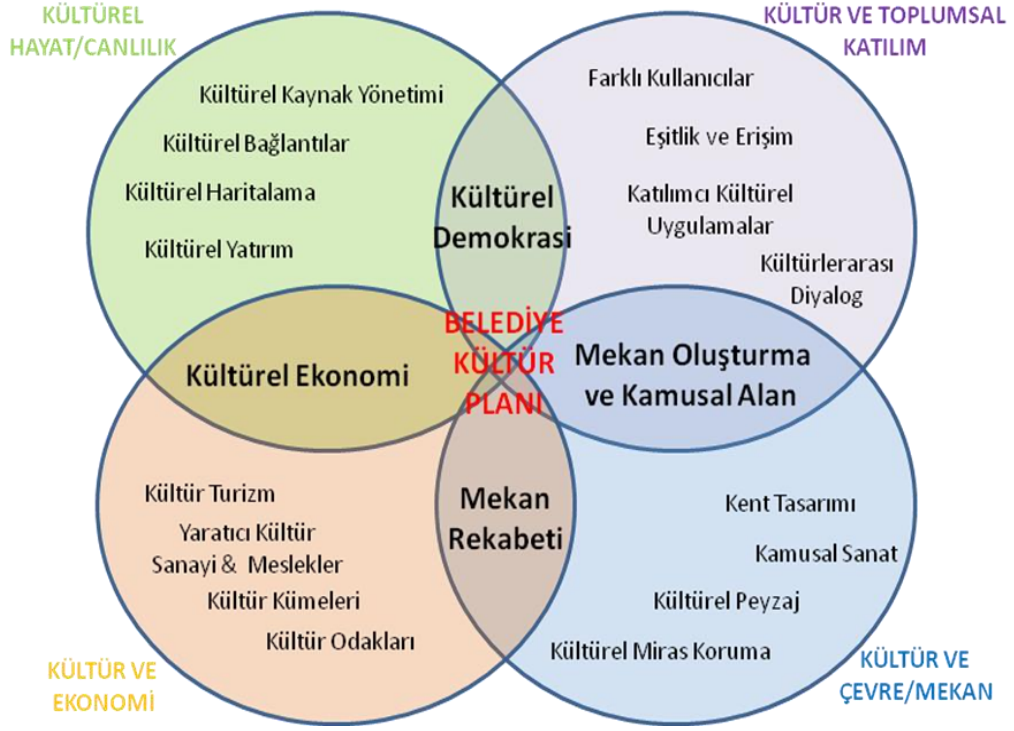 KÜLTÜREL
HAYAT/CANLILIK
KÜLTÜR VE TOPLUMSAL
KATILIM
Kültürel Kaynak Yönetimi
Kültürel Bağlantılar
Kültürel Haritalama
Kültürel Yatırım
Farklı Kullanıcılar
Eşitlik ve Erişim
Katılımcı Kültürel
Uygulamalar
Kültürlerarası
Diyalog
Kültürel
Demokrasi
BELEDİYE
KÜLTÜR
PLANI
Kültürel Ekonomi
Mekan Oluşturma
ve Kamusal Alan
Mekan
Rekabeti
Kültür Turizm
Yaratıcı Kültür
Sanayi & Meslekler
Kültür Kümeleri
Kültür Odakları
Kent Tasarımı
Kamusal Sanat
Kültürel Peyzaj
Kültürel Miras Koruma
KÜLTÜR VE
EKONOMİ
KÜLTÜR VE
ÇEVRE/MEKAN